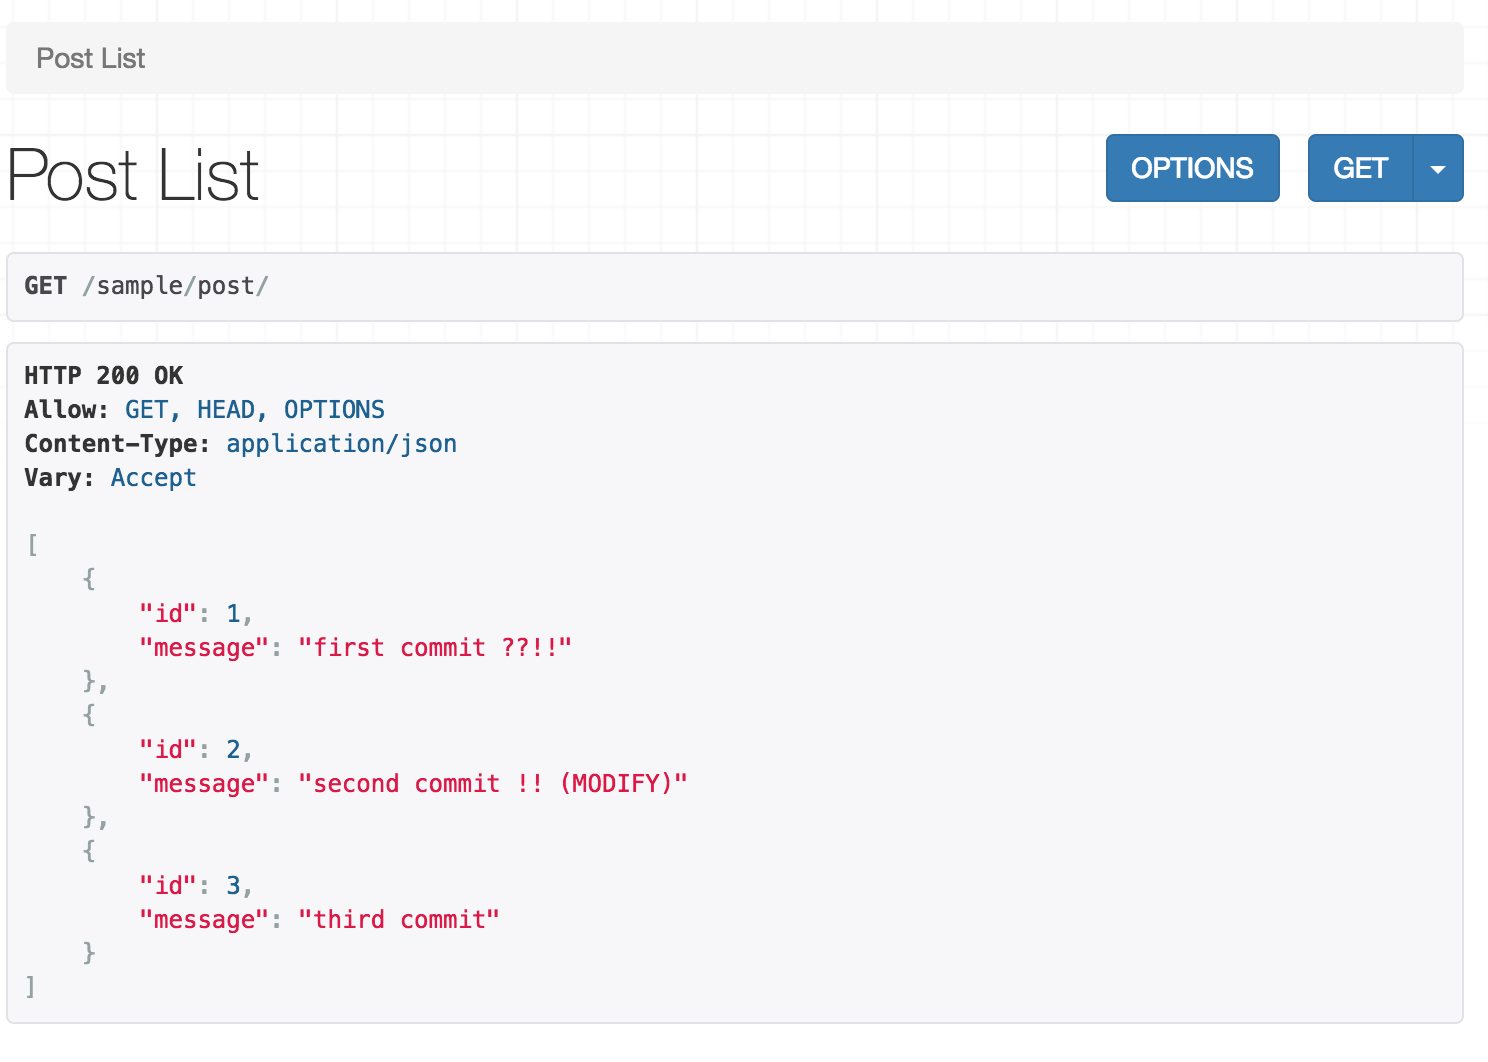 Post List
Post List
OPTIONS
GET
GET /sample/post/
HTTP 200 OK
Allow: GET, HEAD, OPTIONS
Content-Type: application/json
Vary: Accept
[
    {
        "id": 1,
        "message": "first commit ??!!"
    },
    {
        "id": 2,
        "message": "second commit !! (MODIFY)"
    },
    {
        "id": 3,
        "message": "third commit"
    }
]